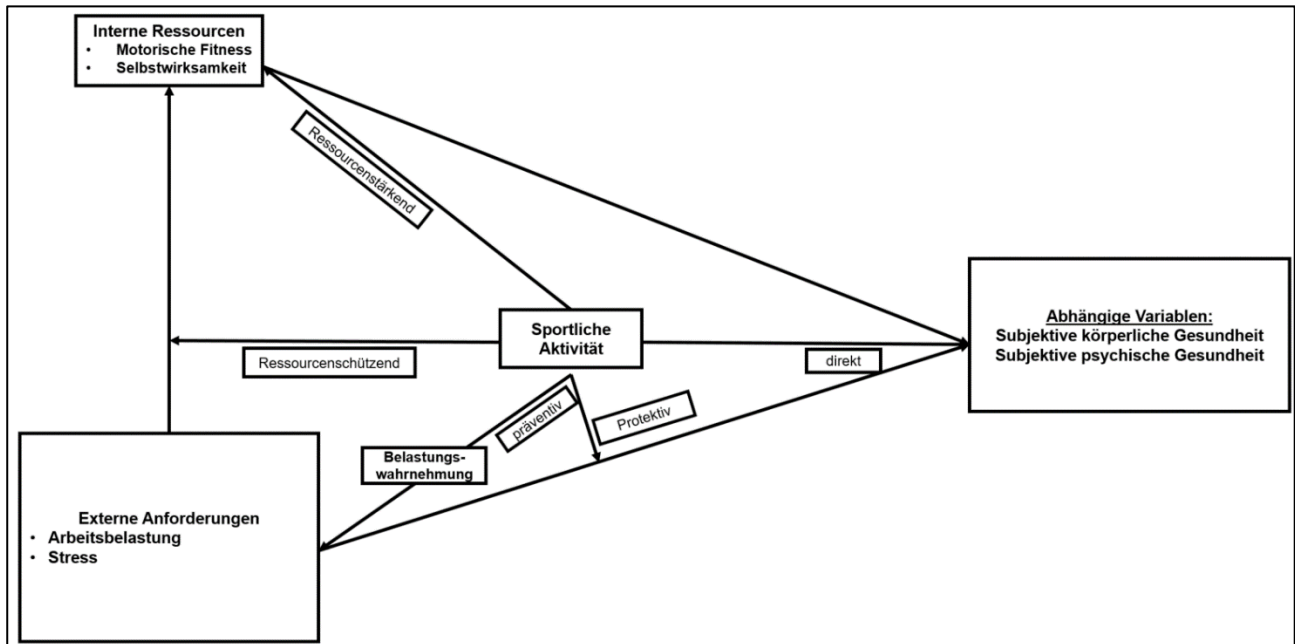 Interne Ressourcen
• Motorische Fitness
• Selbstwirksamkeit
Ressourcenstärkend
Sportliche
Aktivität
Ressourcenschützend
direkt
Abhängige Variablen:
Subjektive körperliche Gesundheit
Subjektive psychische Gesundheit
präventiv
Protektiv
Belastungs-
wahrnehmung
Externe Anforderungen
• Arbeitsbelastung
• Stress